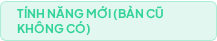 TÍNH NĂNG MỚI (BẢN CŨ
KHÔNG CÓ)